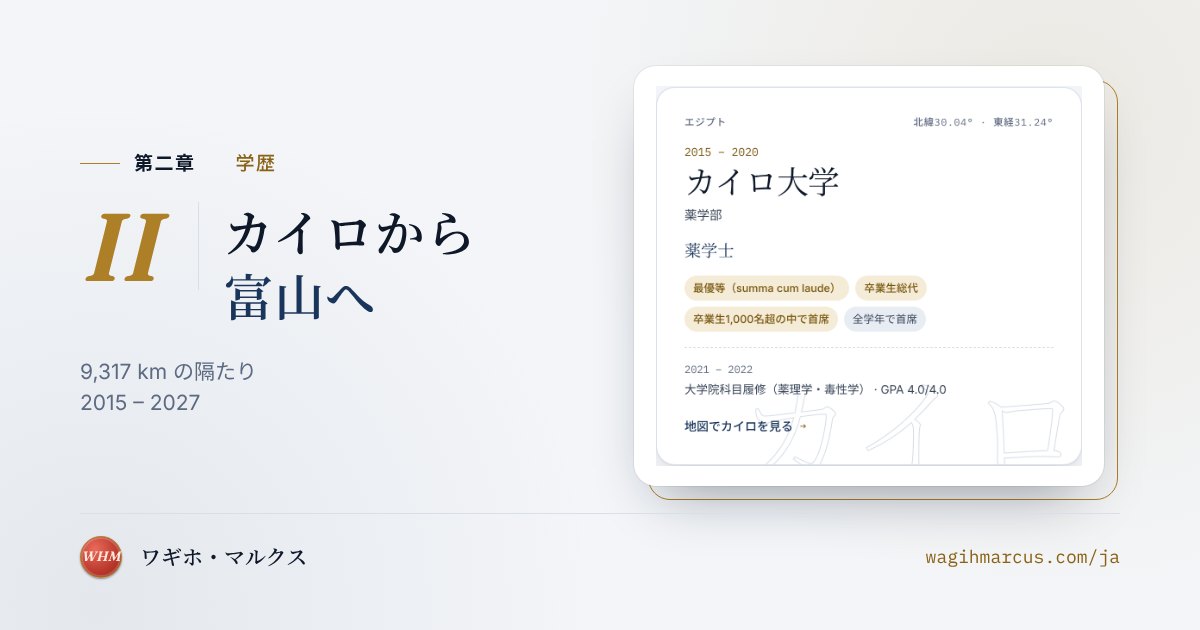 第二章 学歴
II
カイロから
富山へ
9,317 km の隔たり
2015 – 2027
エジプト
北緯30.04° · 東経31.24°
2015 – 2020
カイロ大学
薬学部
薬学士
最優等（summa cum laude） 卒業生総代
卒業生1,000名超の中で首席 全学年で首席
2021 – 2022
大学院科目履修（薬理学・毒性学） · GPA 4.0/4.0
地図でカイロを見る →
カイロ
WHM ワギホ・マルクス
wagihmarcus.com/ja